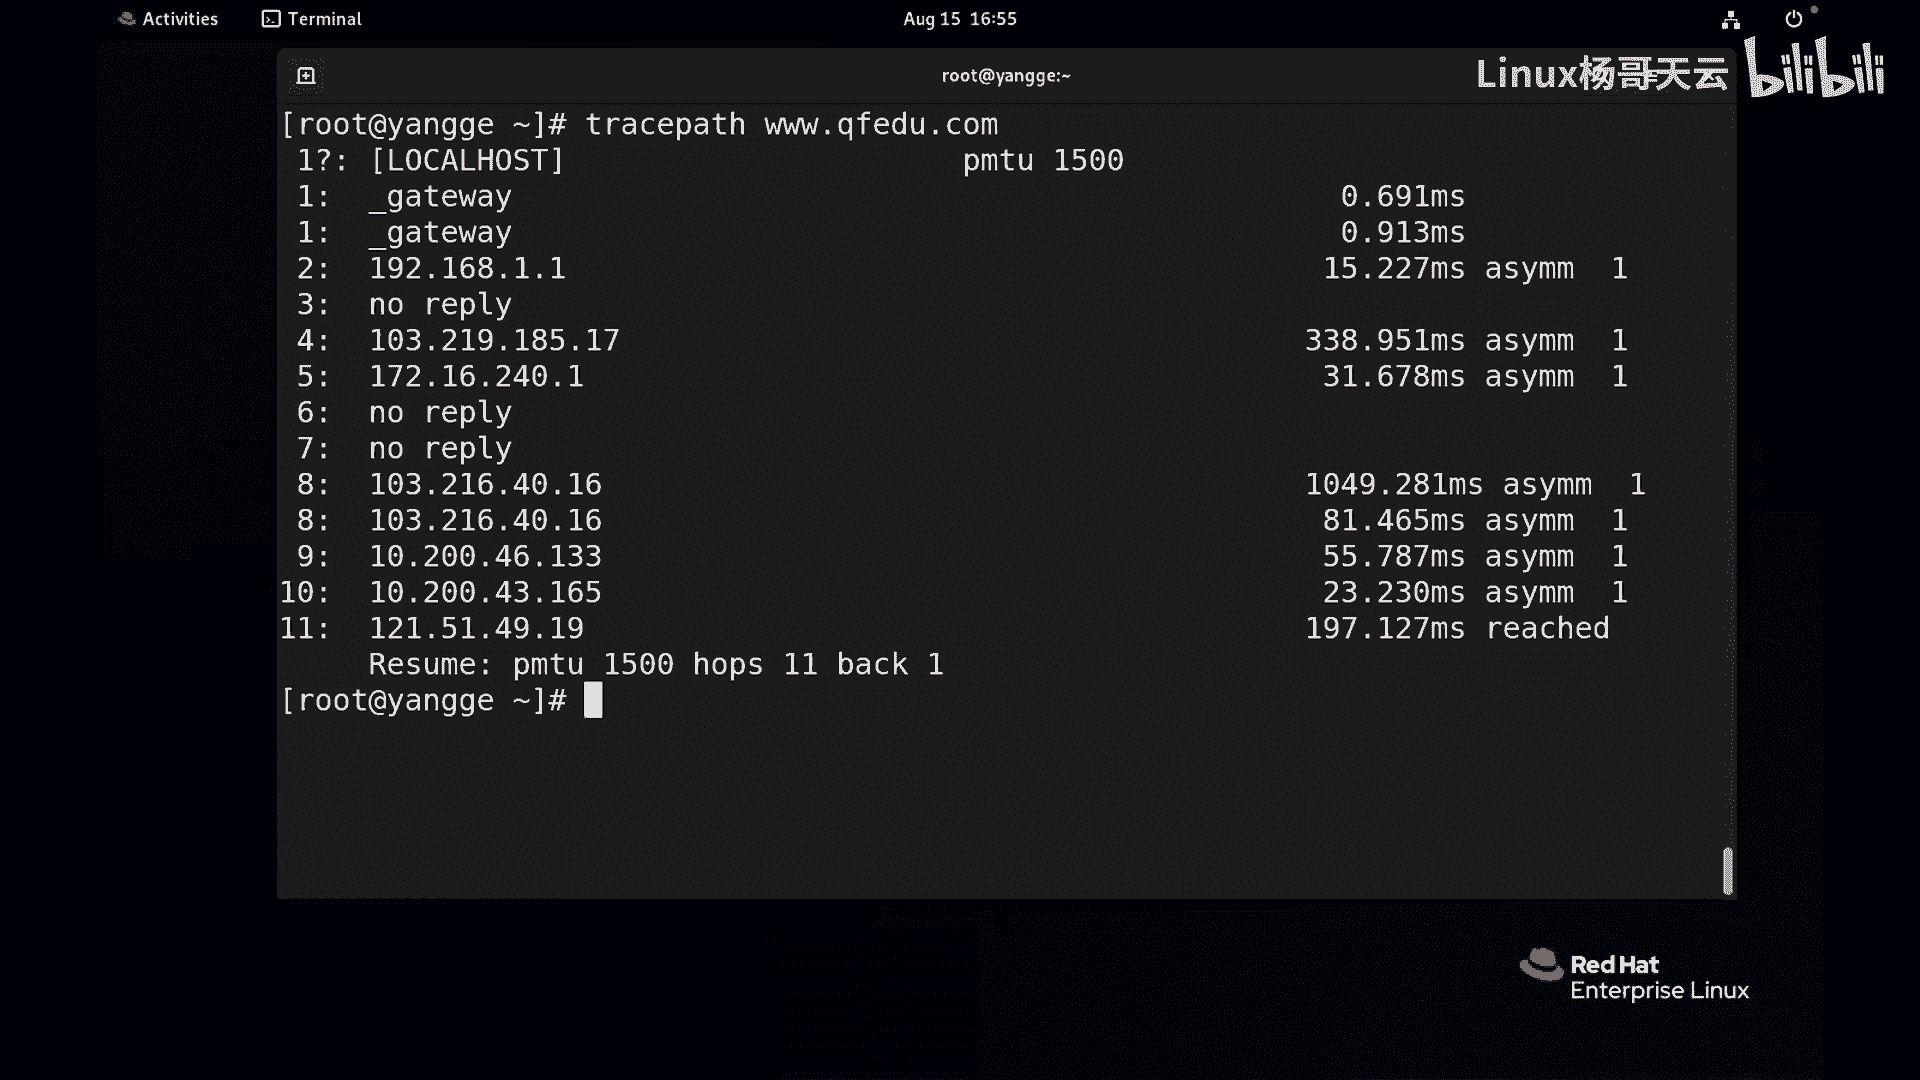 Activities Terminal Aug 15 16:55
root@yangge:~ Linux杨哥天云 bilibili
[root@yangge ~]# tracepath www.qfedu.com
 1?: [LOCALHOST]                      pmtu 1500
 1:  _gateway                                              0.691ms
 1:  _gateway                                              0.913ms
 2:  192.168.1.1                                          15.227ms asymm  1
 3:  no reply
 4:  103.219.185.17                                      338.951ms asymm  1
 5:  172.16.240.1                                         31.678ms asymm  1
 6:  no reply
 7:  no reply
 8:  103.216.40.16                                       1049.281ms asymm  1
 8:  103.216.40.16                                        81.465ms asymm  1
 9:  10.200.46.133                                        55.787ms asymm  1
10:  10.200.43.165                                        23.230ms asymm  1
11:  121.51.49.19                                        197.127ms reached
     Resume: pmtu 1500 hops 11 back 1
[root@yangge ~]#
Red Hat
Enterprise Linux